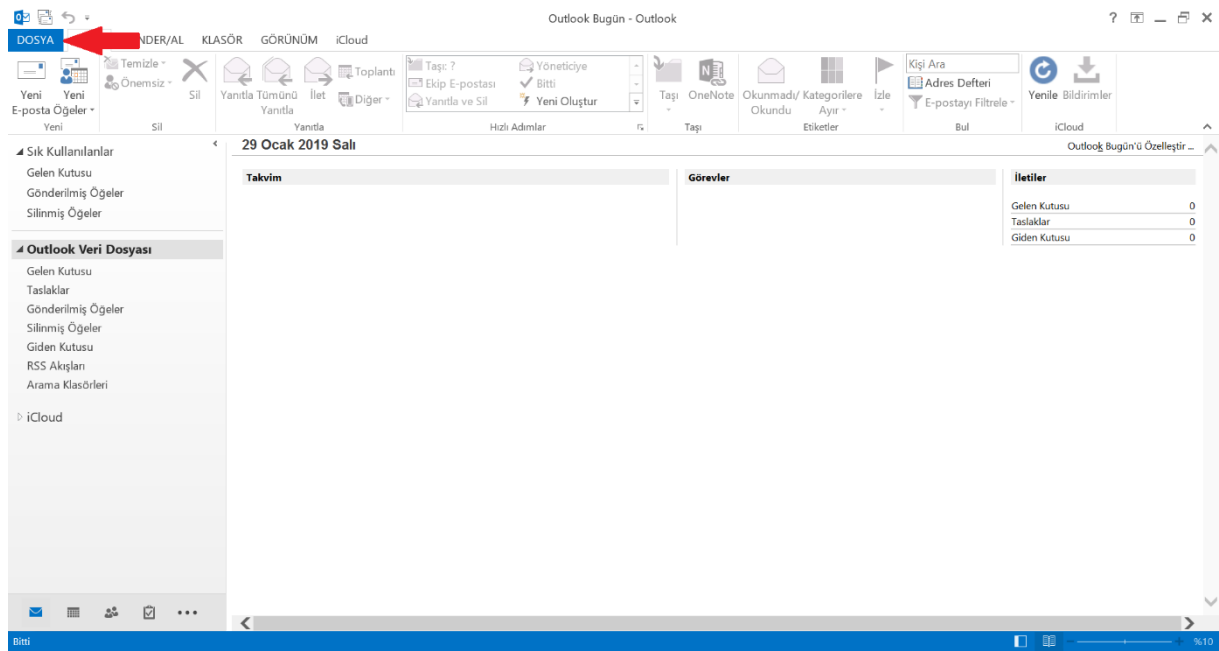 Outlook Bugün - Outlook
DOSYA NDER/AL KLASÖR GÖRÜNÜM iCloud
Yeni E-posta
Yeni Öğeler
Yeni
Temizle
Önemsiz
Sil
Sil
Yanıtla
Tümünü Yanıtla
İlet
Toplantı
Diğer
Yanıtla
Taşı: ?
Ekip E-postası
Yanıtla ve Sil
Yöneticiye
Bitti
Yeni Oluştur
Hızlı Adımlar
Taşı
OneNote
Taşı
Okunmadı/ Okundu
Kategorilere Ayır
İzle
Etiketler
Kişi Ara
Adres Defteri
E-postayı Filtrele
Bul
Yenile
Bildirimler
iCloud
Sık Kullanılanlar
Gelen Kutusu
Gönderilmiş Öğeler
Silinmiş Öğeler
Outlook Veri Dosyası
Gelen Kutusu
Taslaklar
Gönderilmiş Öğeler
Silinmiş Öğeler
Giden Kutusu
RSS Akışları
Arama Klasörleri
iCloud
29 Ocak 2019 Salı
Outlook Bugün'ü Özelleştir ...
Takvim
Görevler
İletiler
Gelen Kutusu 0
Taslaklar 0
Giden Kutusu 0
Bitti
%10